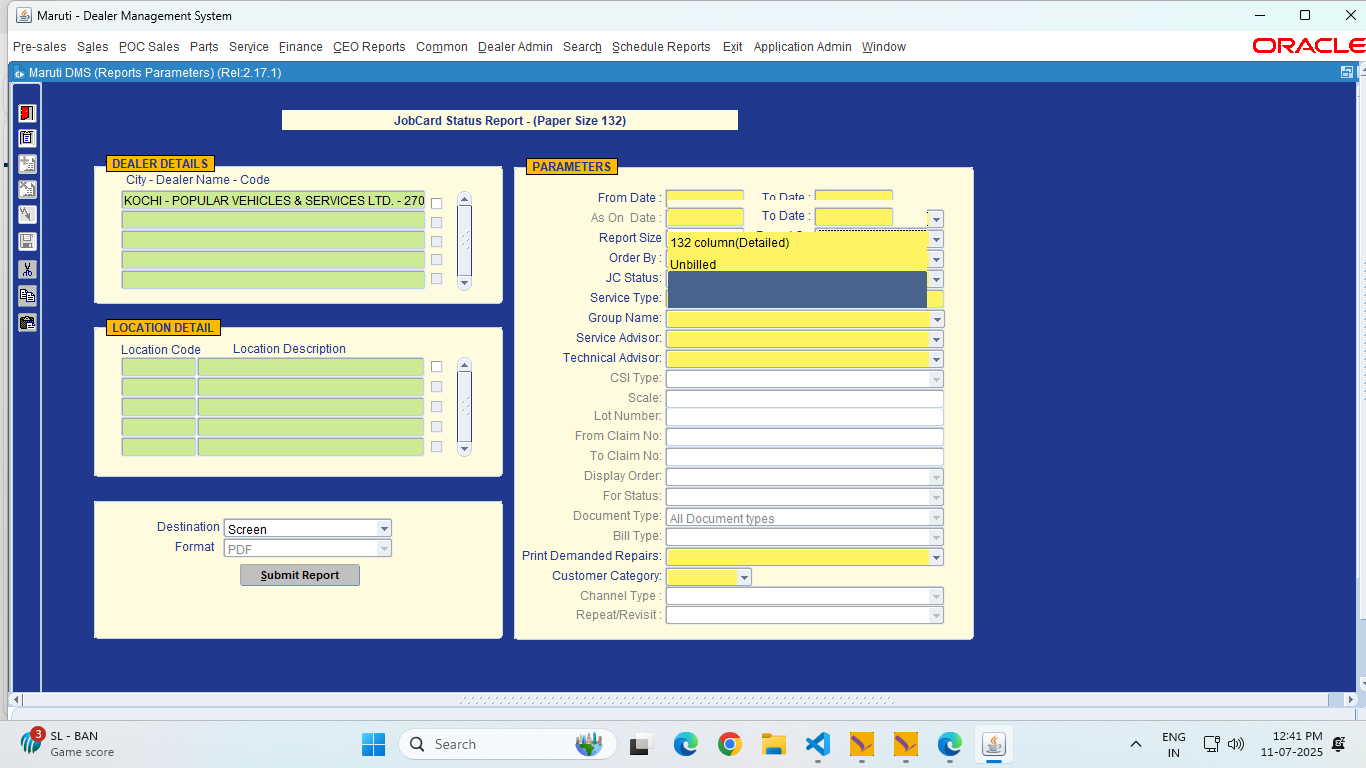 Maruti - Dealer Management System
Pre-sales Sales POC Sales Parts Service Finance CEO Reports Common Dealer Admin Search Schedule Reports Exit Application Admin Window
ORACLE
Maruti DMS (Reports Parameters) (Rel:2.17.1)
JobCard Status Report - (Paper Size 132)
DEALER DETAILS
City - Dealer Name - Code
KOCHI - POPULAR VEHICLES & SERVICES LTD. - 270
LOCATION DETAIL
Location Code Location Description
Destination Screen
Format PDF
Submit Report
PARAMETERS
From Date : To Date :
As On Date : To Date :
Report Size
132 column(Detailed)
Order By :
Unbilled
JC Status:
Service Type:
Group Name:
Service Advisor:
Technical Advisor:
CSI Type:
Scale:
Lot Number:
From Claim No:
To Claim No:
Display Order:
For Status:
Document Type: All Document types
Bill Type:
Print Demanded Repairs:
Customer Category:
Channel Type :
Repeat/Revisit :
3
SL - BAN
Game score
Search
ENG
IN
12:41 PM
11-07-2025